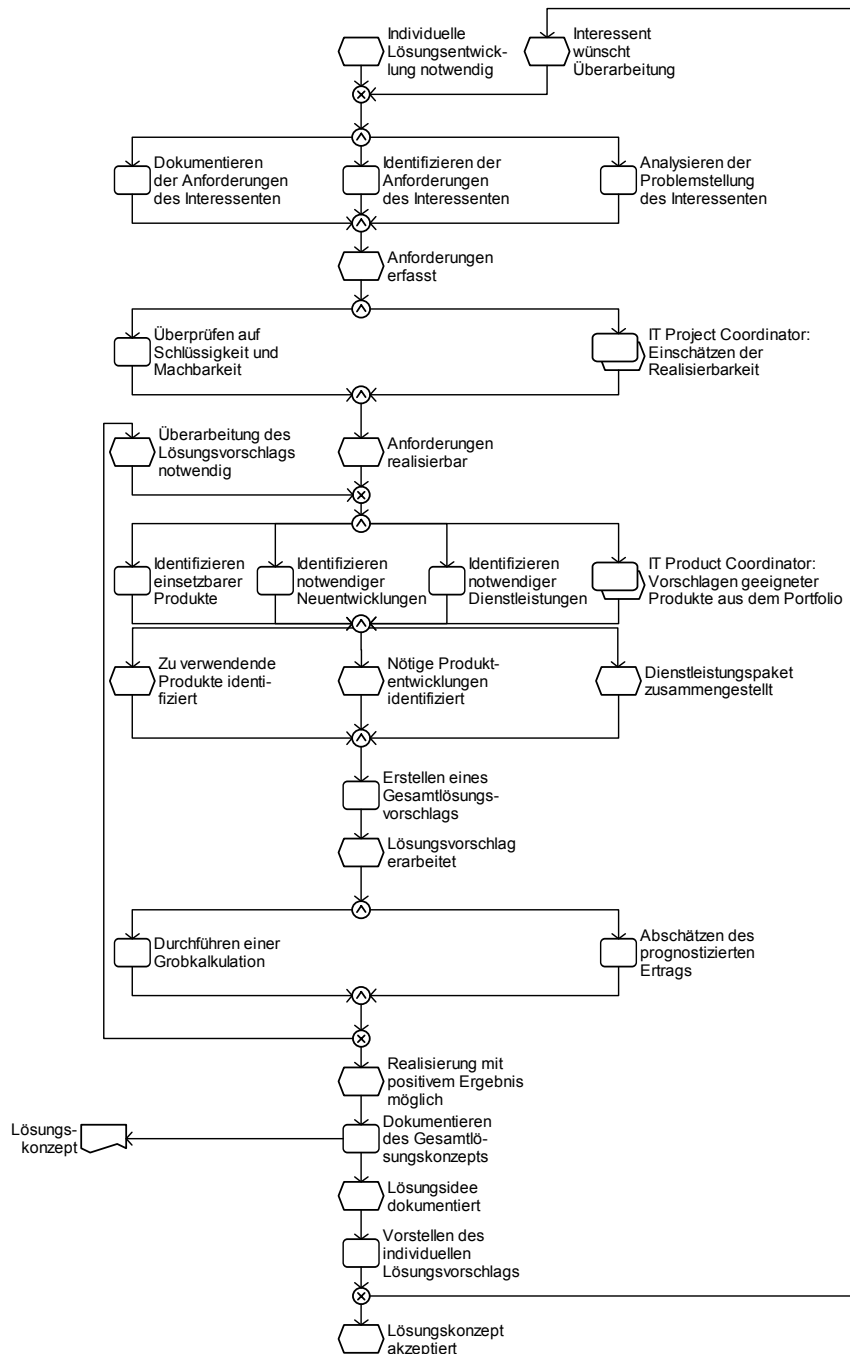 Individuelle
Lösungsentwick-
lung notwendig
Interessent
wünscht
Überarbeitung
Dokumentieren
der Anforderungen
des Interessenten
Identifizieren der
Anforderungen
des Interessenten
Analysieren der
Problemstellung
des Interessenten
Anforderungen
erfasst
Überprüfen auf
Schlüssigkeit und
Machbarkeit
IT Project Coordinator:
Einschätzen der
Realisierbarkeit
Überarbeitung des
Lösungsvorschlags
notwendig
Anforderungen
realisierbar
Identifizieren
einsetzbarer
Produkte
Identifizieren
notwendiger
Neuentwicklungen
Identifizieren
notwendiger
Dienstleistungen
IT Product Coordinator:
Vorschlagen geeigneter
Produkte aus dem Portfolio
Zu verwendende
Produkte identi-
fiziert
Nötige Produkt-
entwicklungen
identifiziert
Dienstleistungspaket
zusammengestellt
Erstellen eines
Gesamtlösungs-
vorschlags
Lösungsvorschlag
erarbeitet
Durchführen einer
Grobkalkulation
Abschätzen des
prognostizierten
Ertrags
Realisierung mit
positivem Ergebnis
möglich
Lösungs-
konzept
Dokumentieren
des Gesamtlö-
sungskonzepts
Lösungsidee
dokumentiert
Vorstellen des
individuellen
Lösungsvorschlags
Lösungskonzept
akzeptiert